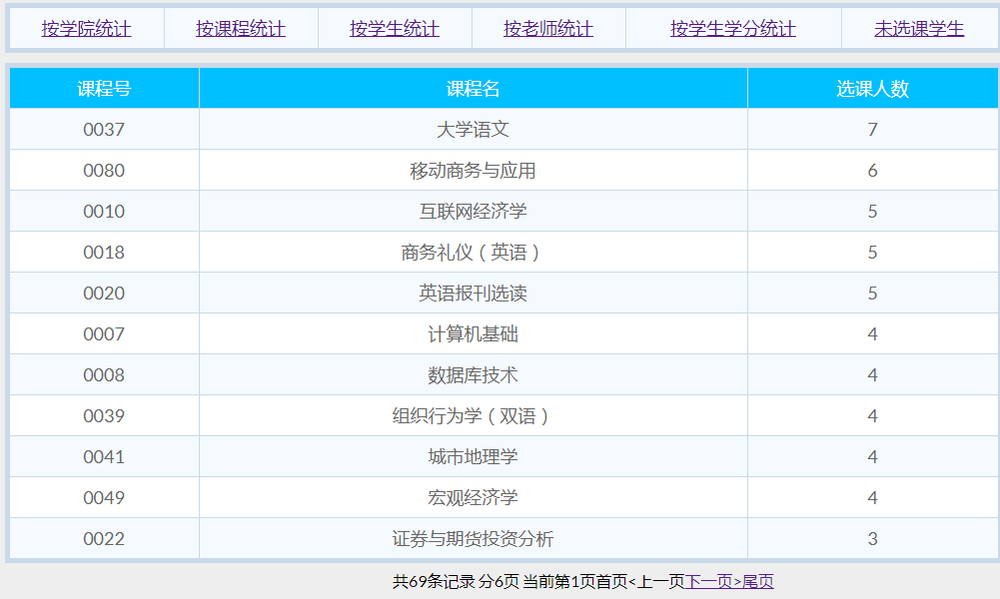 按学院统计 按课程统计 按学生统计 按老师统计 按学生学分统计 未选课学生
课程号 课程名 选课人数
0037 大学语文 7
0080 移动商务与应用 6
0010 互联网经济学 5
0018 商务礼仪（英语） 5
0020 英语报刊选读 5
0007 计算机基础 4
0008 数据库技术 4
0039 组织行为学（双语） 4
0041 城市地理学 4
0049 宏观经济学 4
0022 证券与期货投资分析 3
共69条记录 分6页 当前第1页首页<上一页下一页>尾页